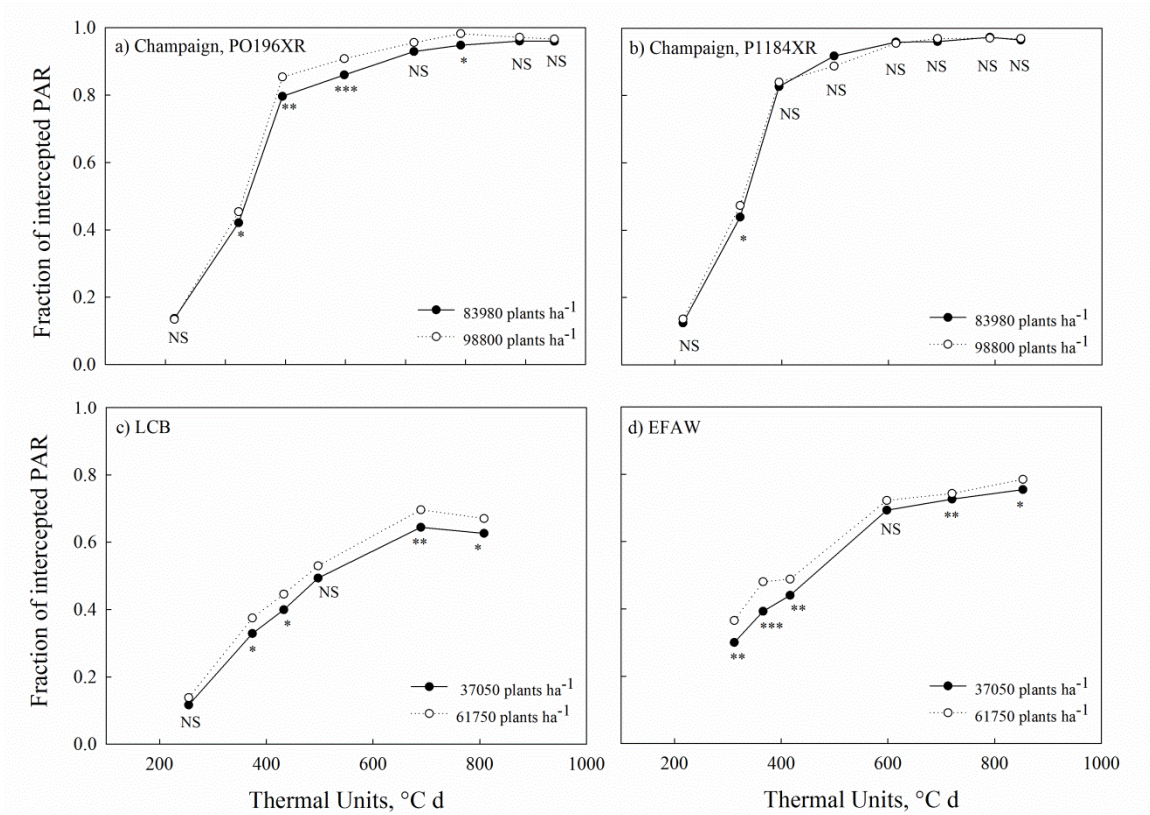 Fraction of intercepted PAR
1.0
0.8
0.6
0.4
0.2
0.0
a) Champaign, PO196XR
NS
*
**
***
NS
*
NS
NS
83980 plants ha-1
98800 plants ha-1
b) Champaign, P1184XR
NS
*
NS
NS
NS
NS
NS
NS
83980 plants ha-1
98800 plants ha-1
Fraction of intercepted PAR
1.0
0.8
0.6
0.4
0.2
0.0
c) LCB
NS
*
*
NS
**
*
37050 plants ha-1
61750 plants ha-1
200 400 600 800 1000
Thermal Units, °C d
d) EFAW
**
***
**
NS
**
*
37050 plants ha-1
61750 plants ha-1
200 400 600 800 1000
Thermal Units, °C d